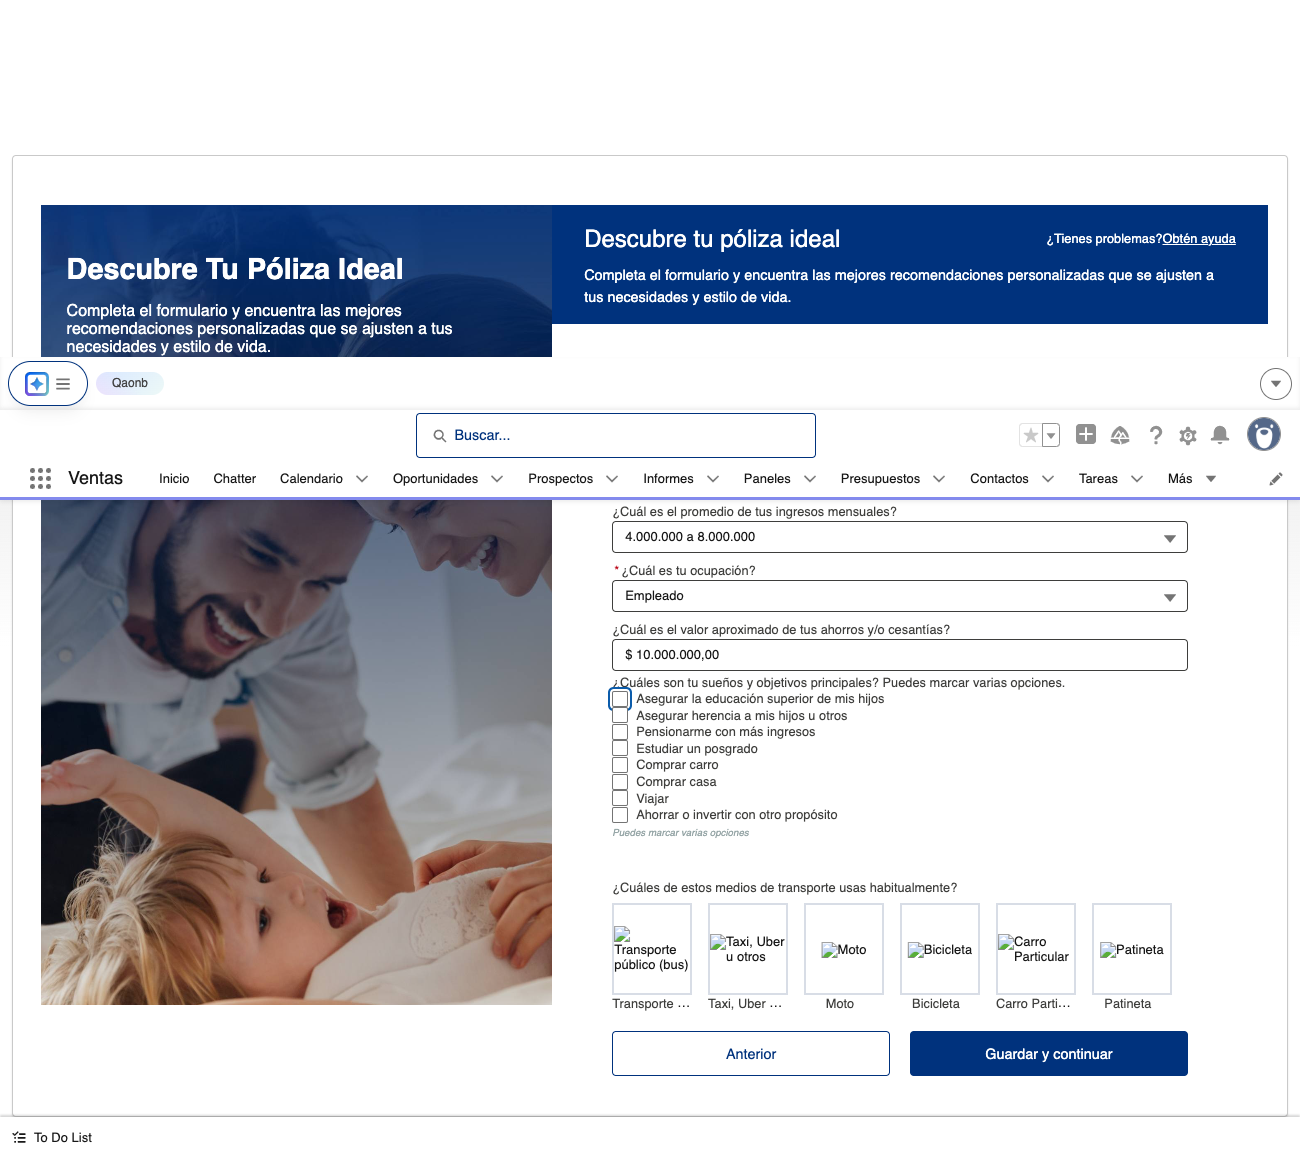 Descubre Tu Póliza Ideal
Completa el formulario y encuentra las mejores
recomendaciones personalizadas que se ajusten a tus
necesidades y estilo de vida.
Descubre tu póliza ideal
¿Tienes problemas?Obtén ayuda
Completa el formulario y encuentra las mejores recomendaciones personalizadas que se ajusten a
tus necesidades y estilo de vida.
Qaonb
Buscar...
Ventas
Inicio
Chatter
Calendario
Oportunidades
Prospectos
Informes
Paneles
Presupuestos
Contactos
Tareas
Más
¿Cuál es el promedio de tus ingresos mensuales?
4.000.000 a 8.000.000
* ¿Cuál es tu ocupación?
Empleado
¿Cuál es el valor aproximado de tus ahorros y/o cesantías?
$ 10.000.000,00
¿Cuáles son tu sueños y objetivos principales? Puedes marcar varias opciones.
Asegurar la educación superior de mis hijos
Asegurar herencia a mis hijos u otros
Pensionarme con más ingresos
Estudiar un posgrado
Comprar carro
Comprar casa
Viajar
Ahorrar o invertir con otro propósito
Puedes marcar varias opciones
¿Cuáles de estos medios de transporte usas habitualmente?
Transporte
público (bus)
Taxi, Uber
u otros
Moto
Bicicleta
Carro
Particular
Patineta
Transporte ...
Taxi, Uber ...
Moto
Bicicleta
Carro Parti...
Patineta
Anterior
Guardar y continuar
To Do List